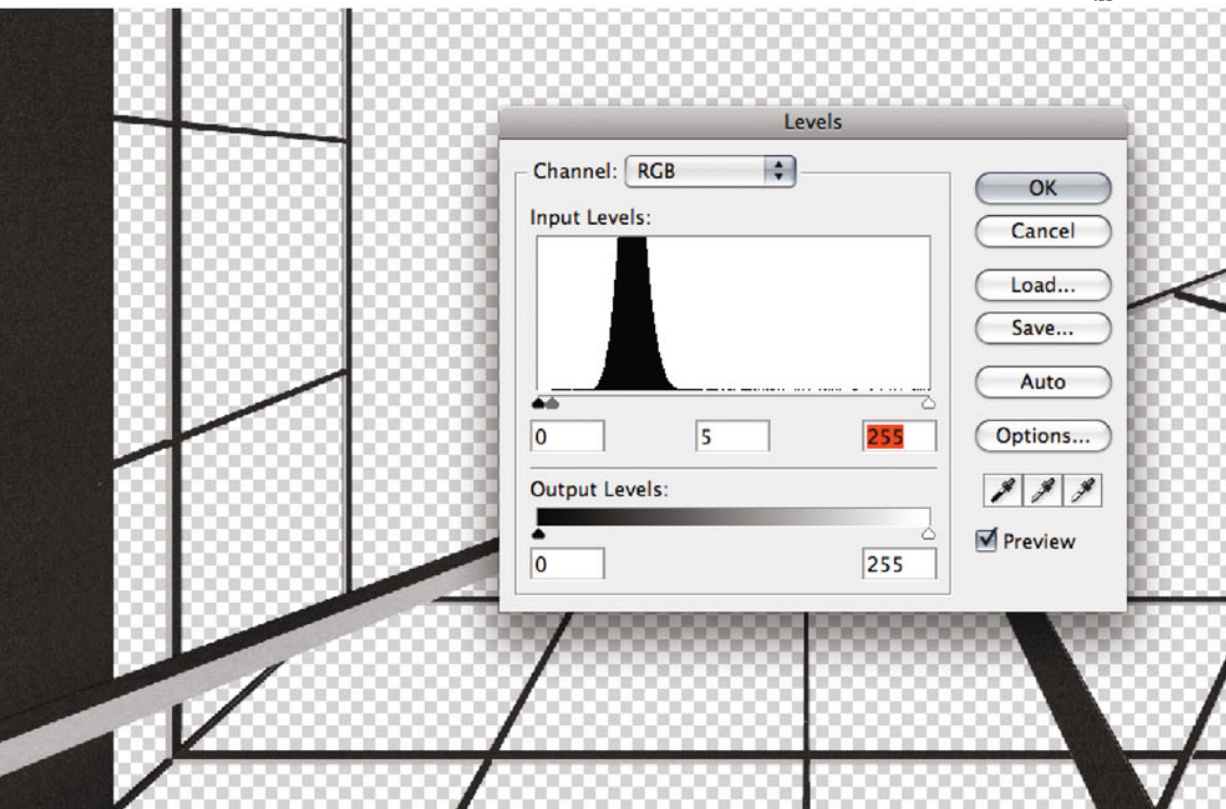 Levels
Channel: RGB
Input Levels:
0 5 255
Output Levels:
0 255
OK
Cancel
Load...
Save...
Auto
Options...
Preview